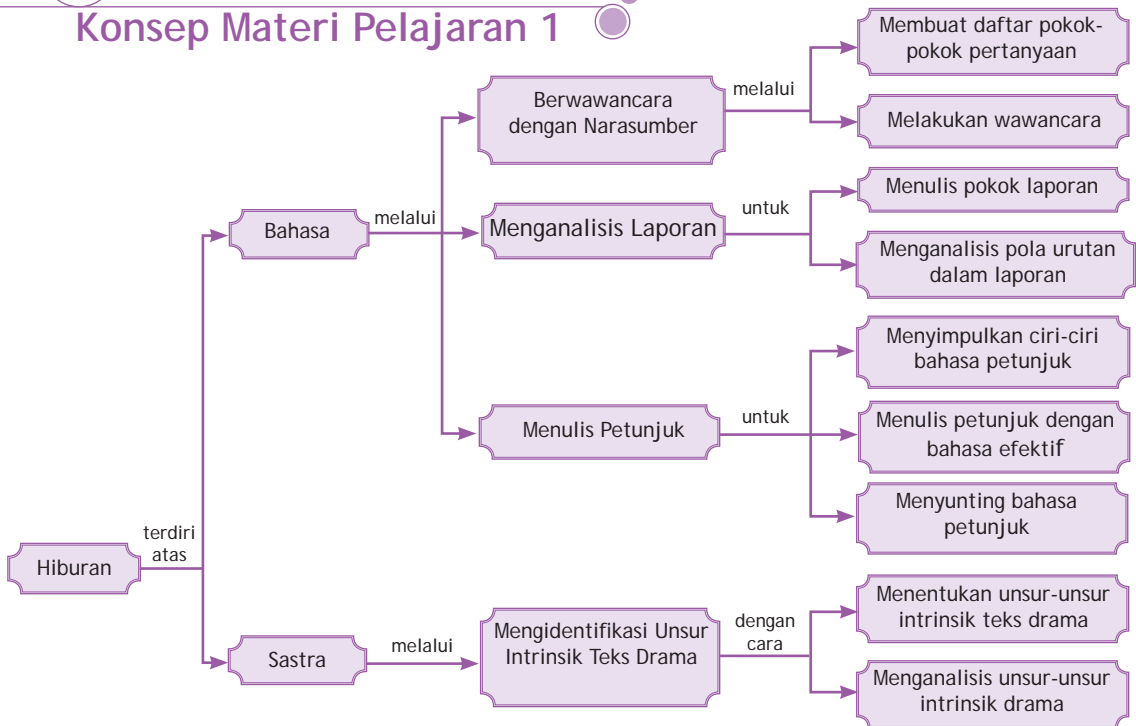 Konsep Materi Pelajaran 1
Hiburan
terdiri
atas
Bahasa
melalui
Berwawancara
dengan Narasumber
melalui
Membuat daftar pokok-
pokok pertanyaan
Melakukan wawancara
Menganalisis Laporan
untuk
Menulis pokok laporan
Menganalisis pola urutan
dalam laporan
Menulis Petunjuk
untuk
Menyimpulkan ciri-ciri
bahasa petunjuk
Menulis petunjuk dengan
bahasa efektif
Menyunting bahasa
petunjuk
Sastra
melalui
Mengidentifikasi Unsur
Intrinsik Teks Drama
dengan
cara
Menentukan unsur-unsur
intrinsik teks drama
Menganalisis unsur-unsur
intrinsik drama